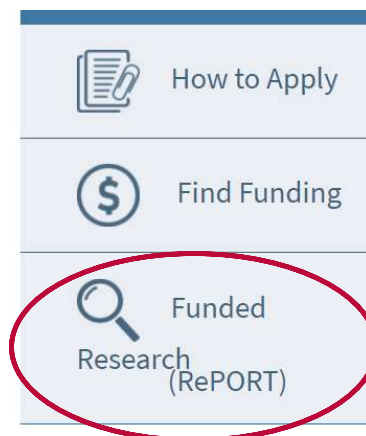 How to Apply
Find Funding
Funded
Research
(RePORT)